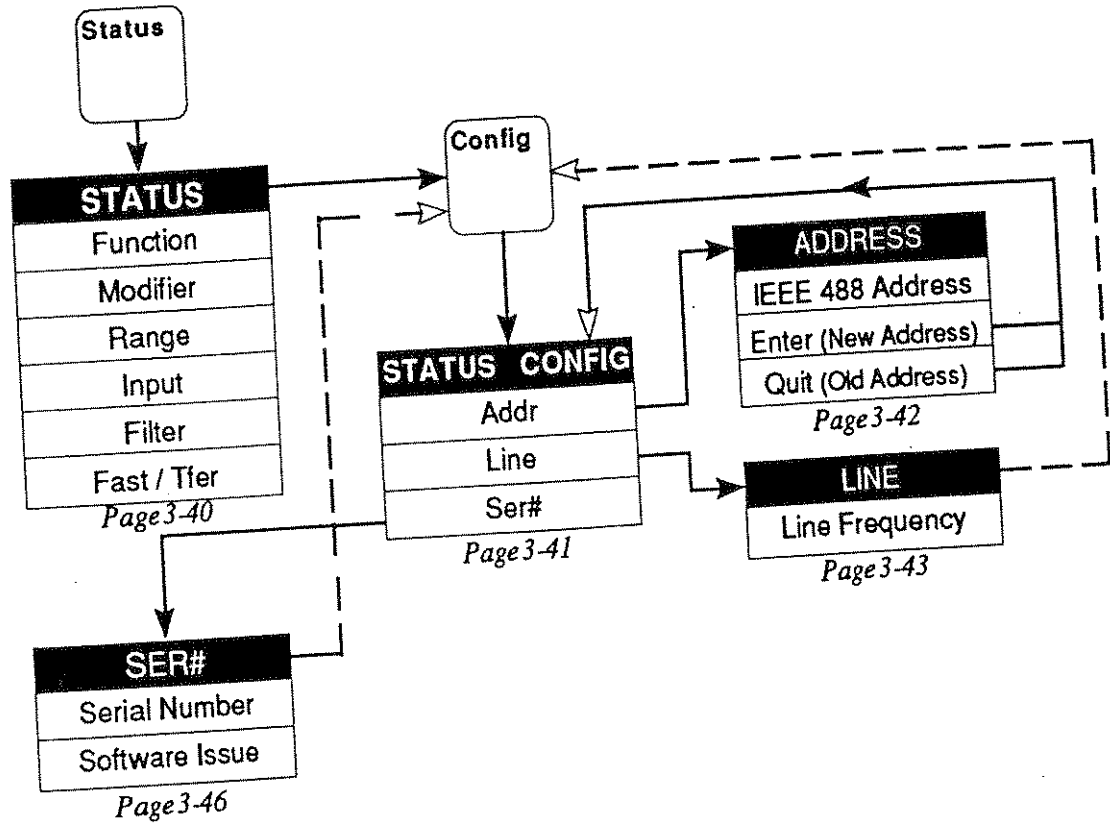 Status
STATUS
Function
Modifier
Range
Input
Filter
Fast / Tfer
Page 3-40
Config
STATUS CONFIG
Addr
Line
Ser#
Page 3-41
ADDRESS
IEEE 488 Address
Enter (New Address)
Quit (Old Address)
Page 3-42
LINE
Line Frequency
Page 3-43
SER#
Serial Number
Software Issue
Page 3-46